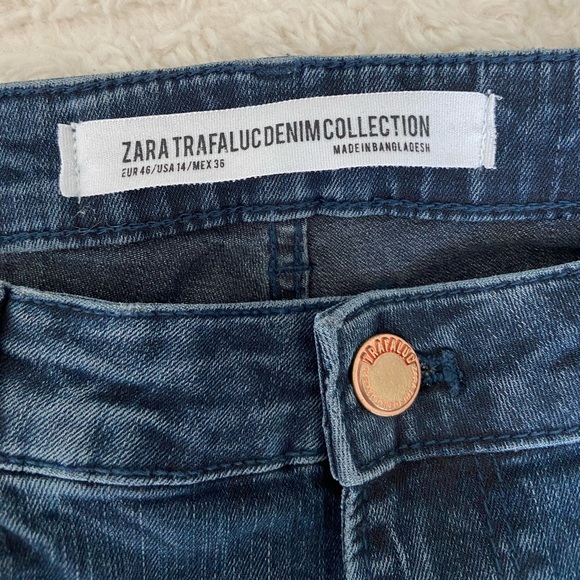 ZARA TRAFALUC DENIM COLLECTION
MADE IN BANGLADESH
EUR 46/USA 14/MEX 36
TRAFALUC